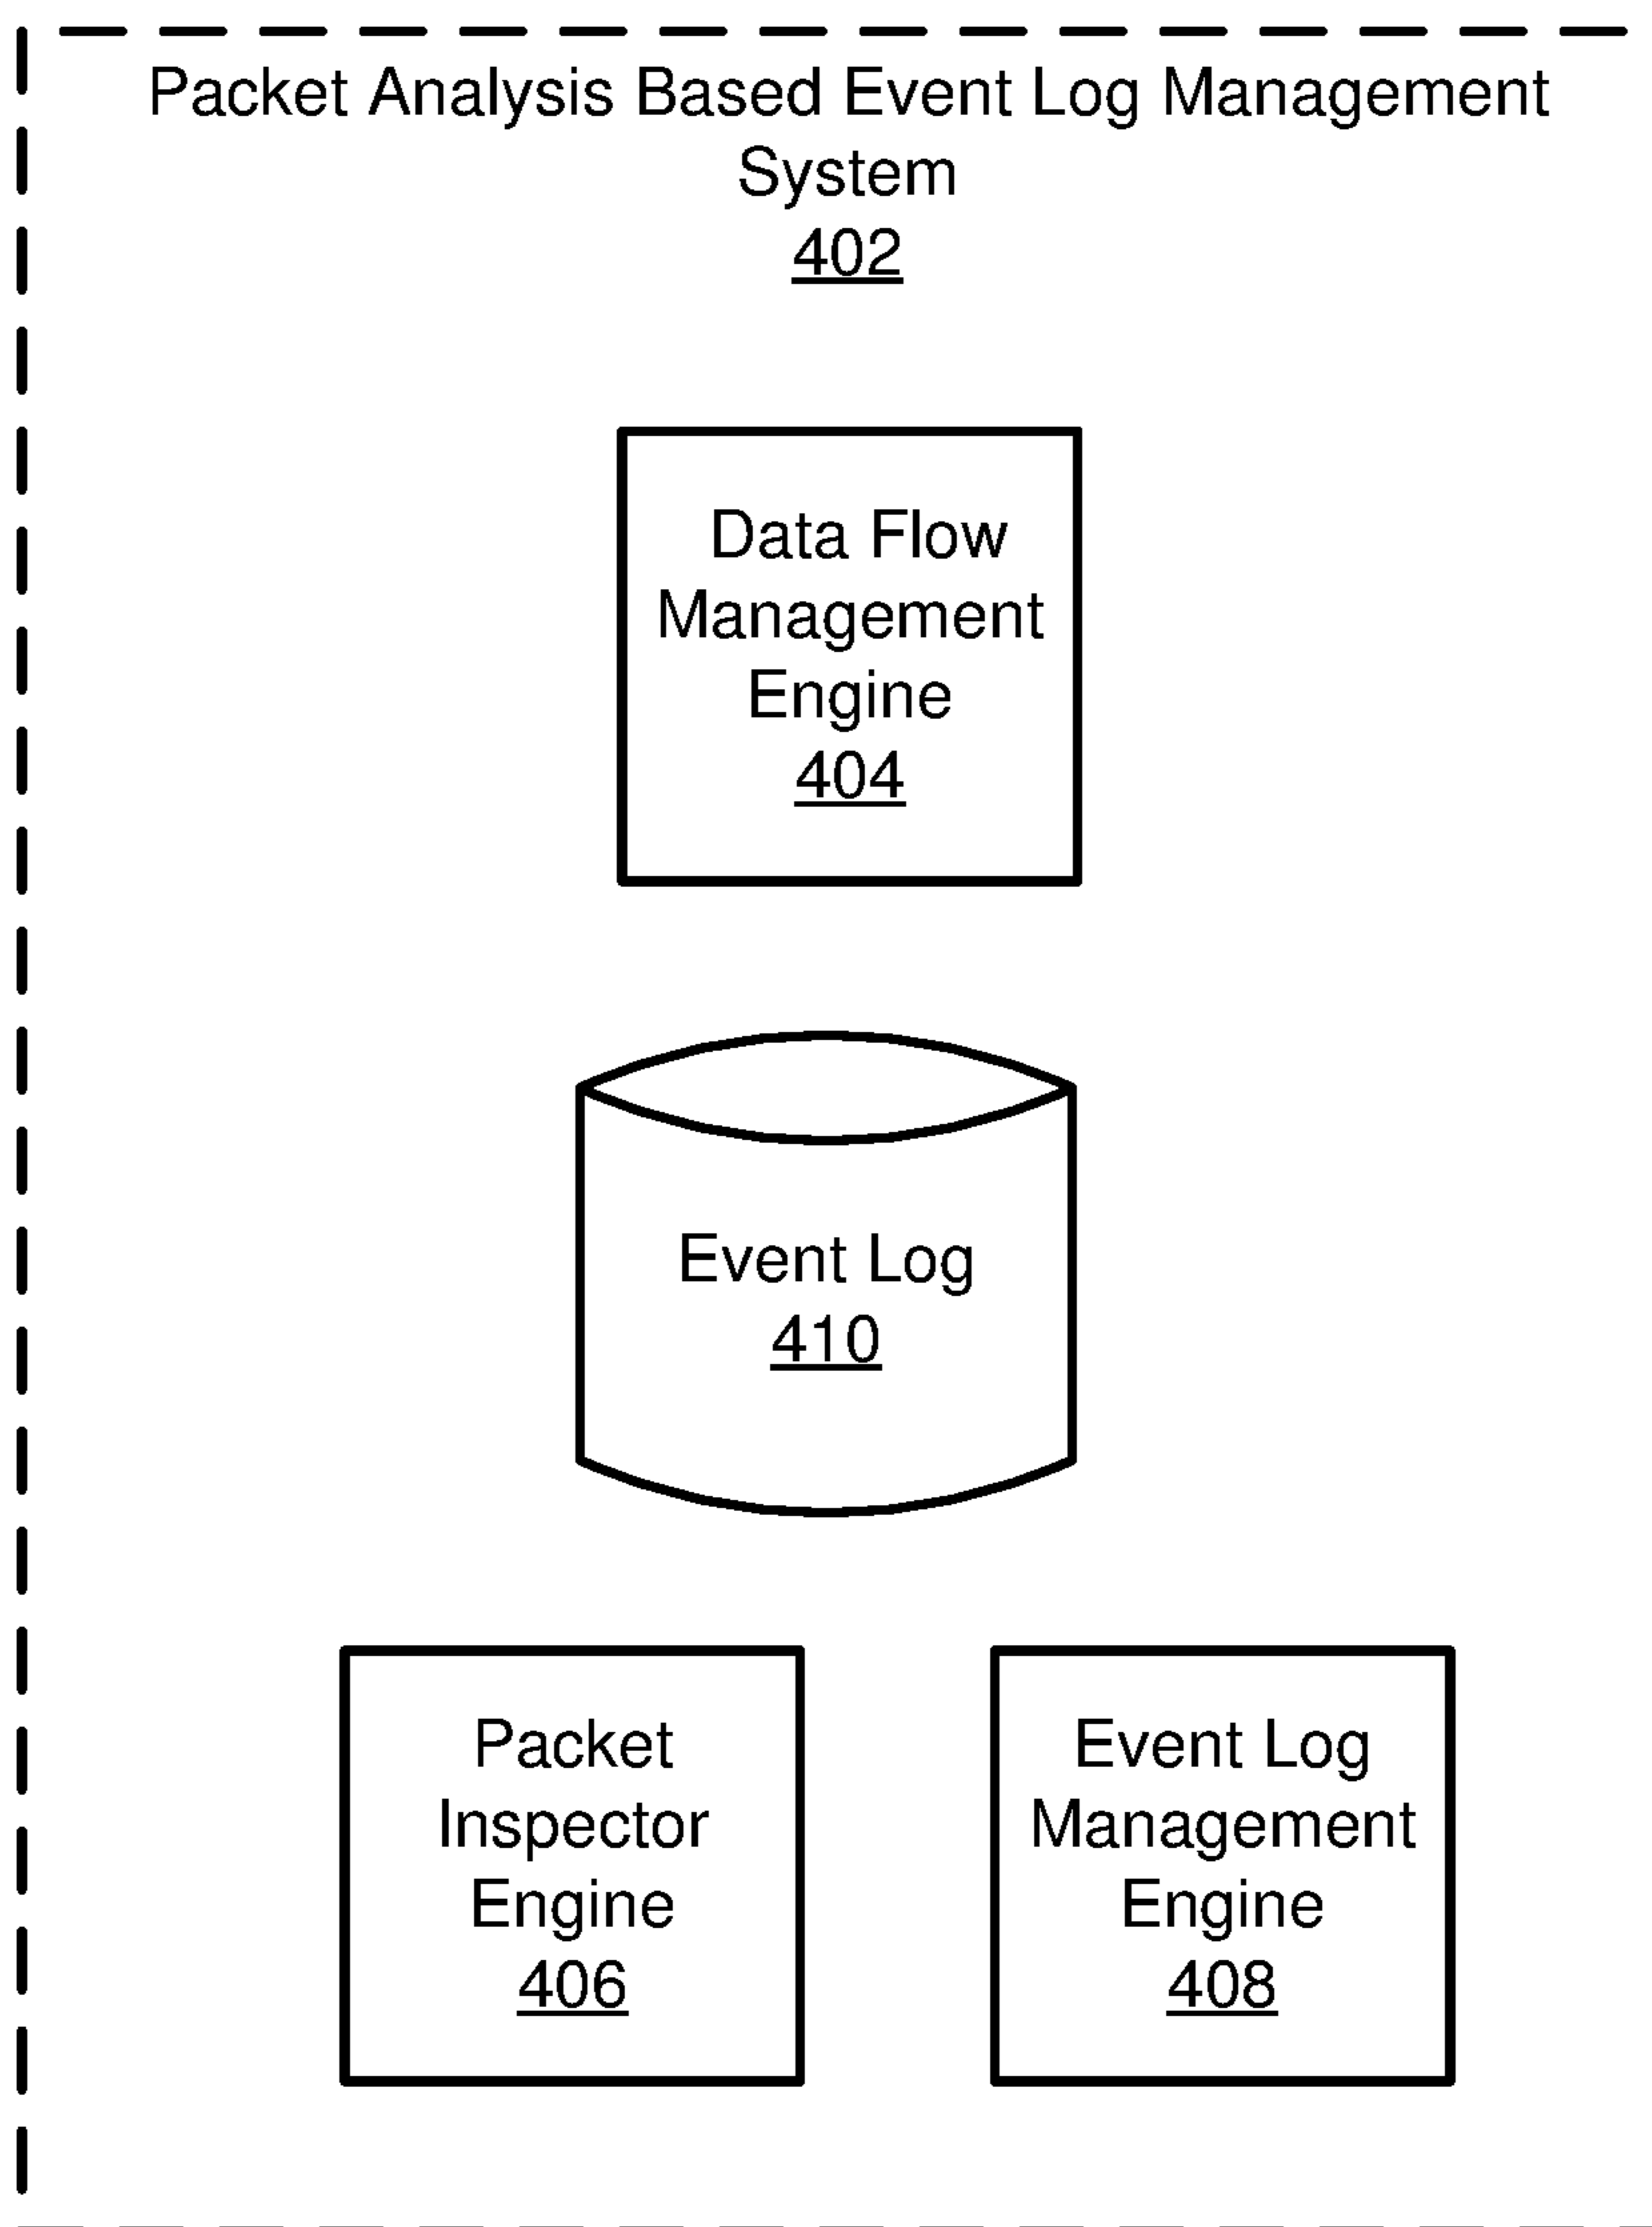 Packet Analysis Based Event Log Management
System
402
Data Flow
Management
Engine
404
Event Log
410
Packet
Inspector
Engine
406
Event Log
Management
Engine
408